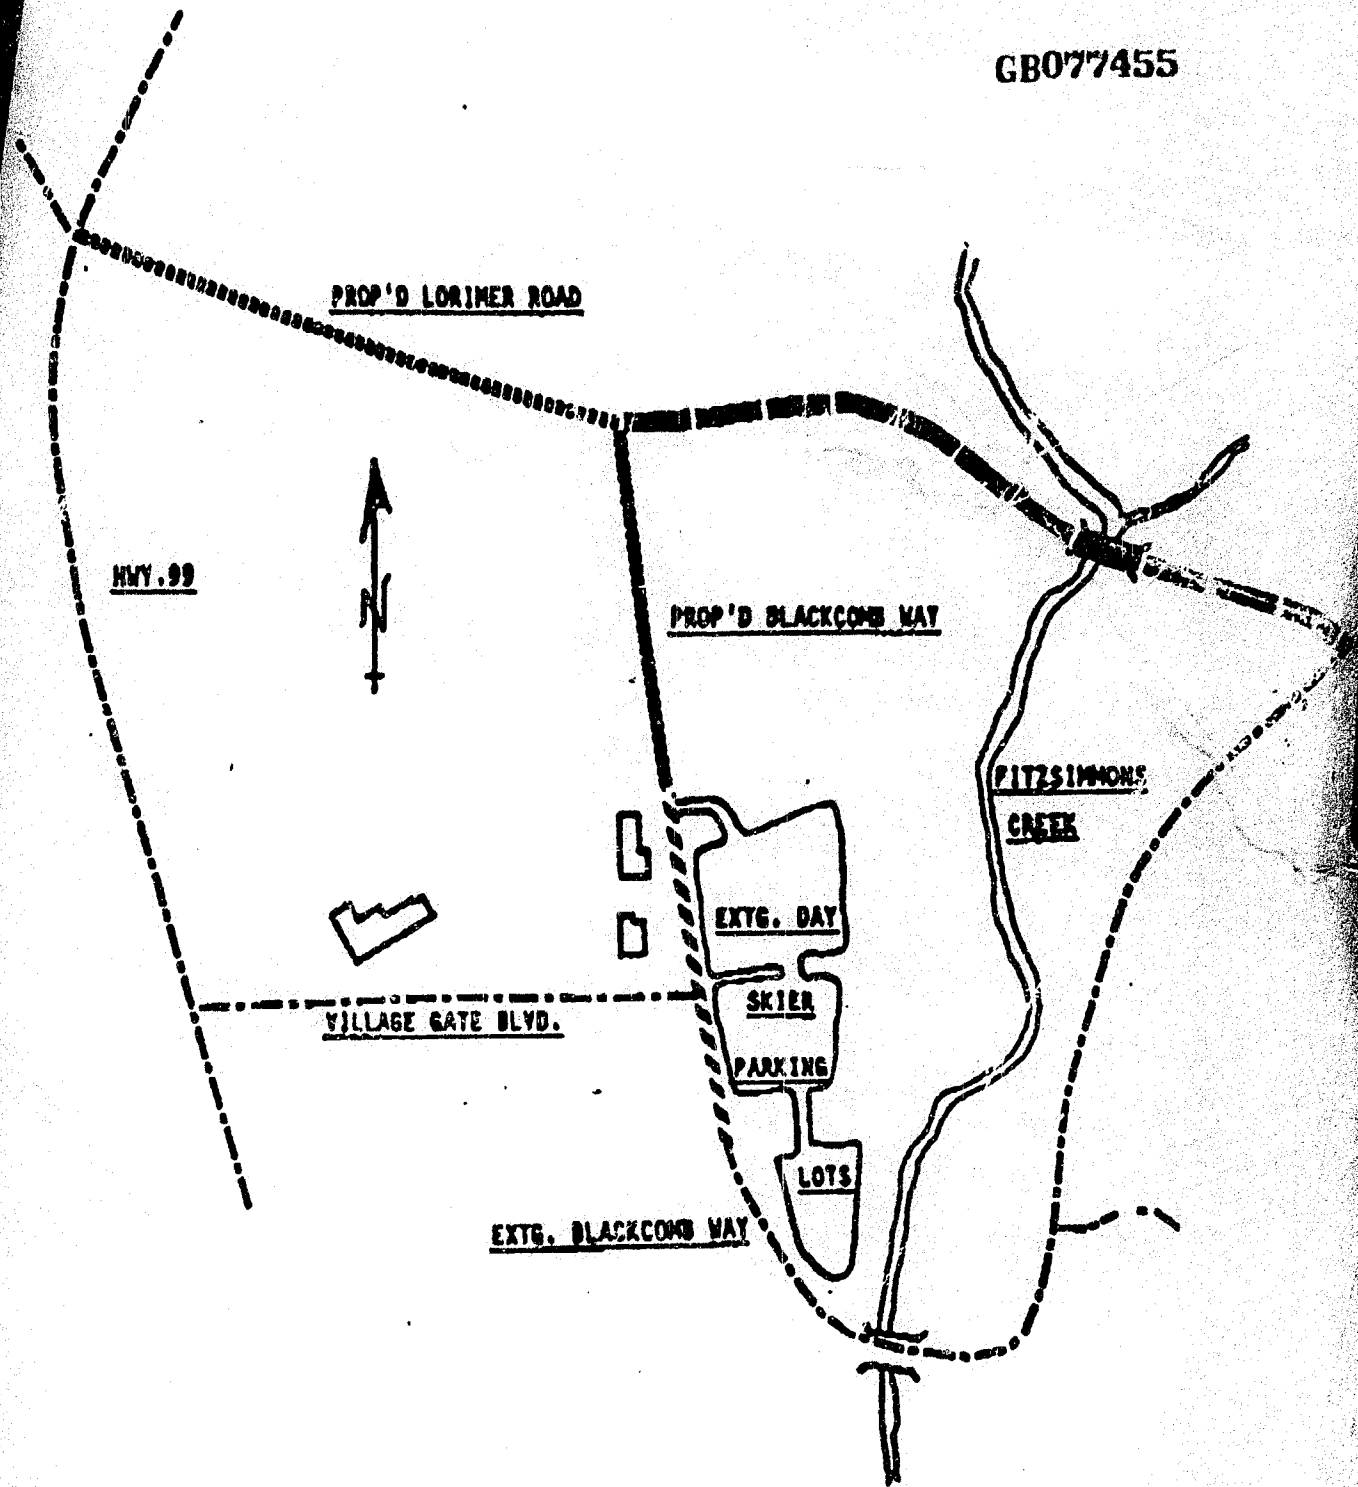 GB077455
PROP'D LORIMER ROAD
HWY.99
N
PROP'D BLACKCOMB WAY
FITZSIMMONS
CREEK
EXTG. DAY
SKIER
PARKING
LOTS
VILLAGE GATE BLVD.
EXTG. BLACKCOMB WAY